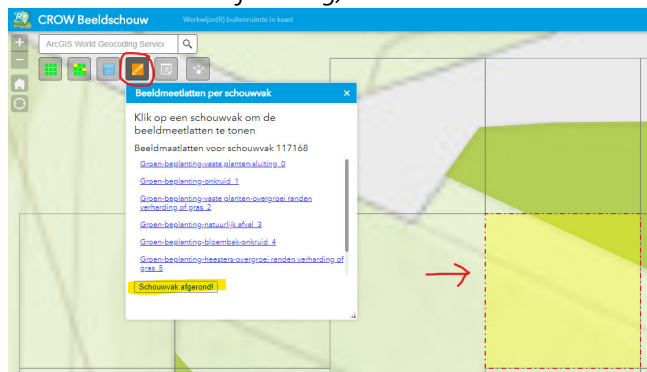 CROW Beeldschouw
Werkwijze(R) buitenruimte in kaart
ArcGIS World Geocoding Service
Beeldmeetlatten per schouwvak
Klik op een schouwvak om de
beeldmeetlatten te tonen
Beeldmaatlatten voor schouwvak 117168
Groen-beplanting-vaste planten-sluiting_0
Groen-beplanting-onkruid_1
Groen-beplanting-vaste planten-overgroei randen
verharding of gras_2
Groen-beplanting-natuurlijk afval_3
Groen-beplanting-bloembak-onkruid_4
Groen-beplanting-heesters-overgroei randen verharding of
gras_5
Schouwvak afgerond!